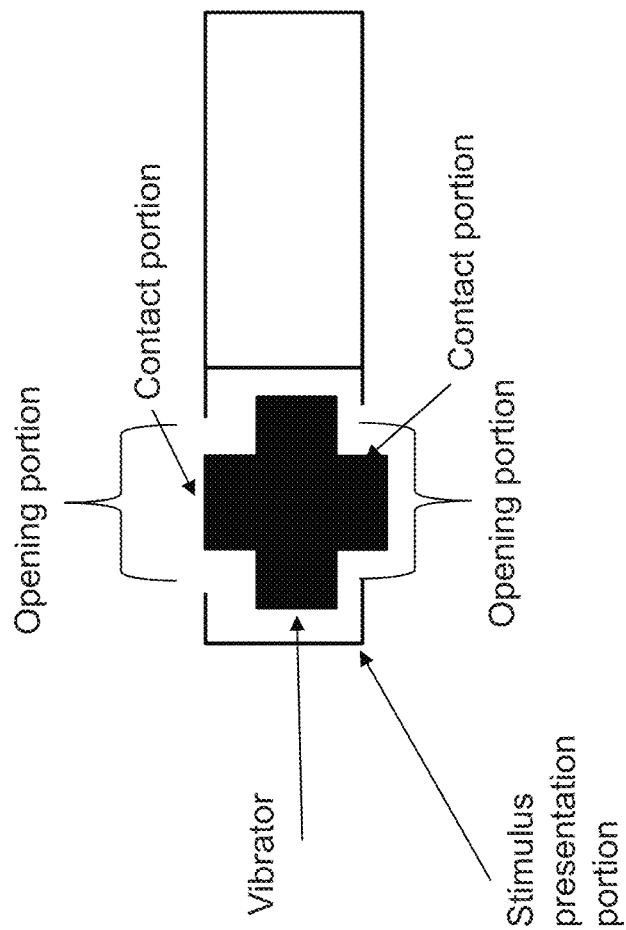 Opening portion
Contact portion
Vibrator
Contact portion
Opening portion
Stimulus
presentation
portion